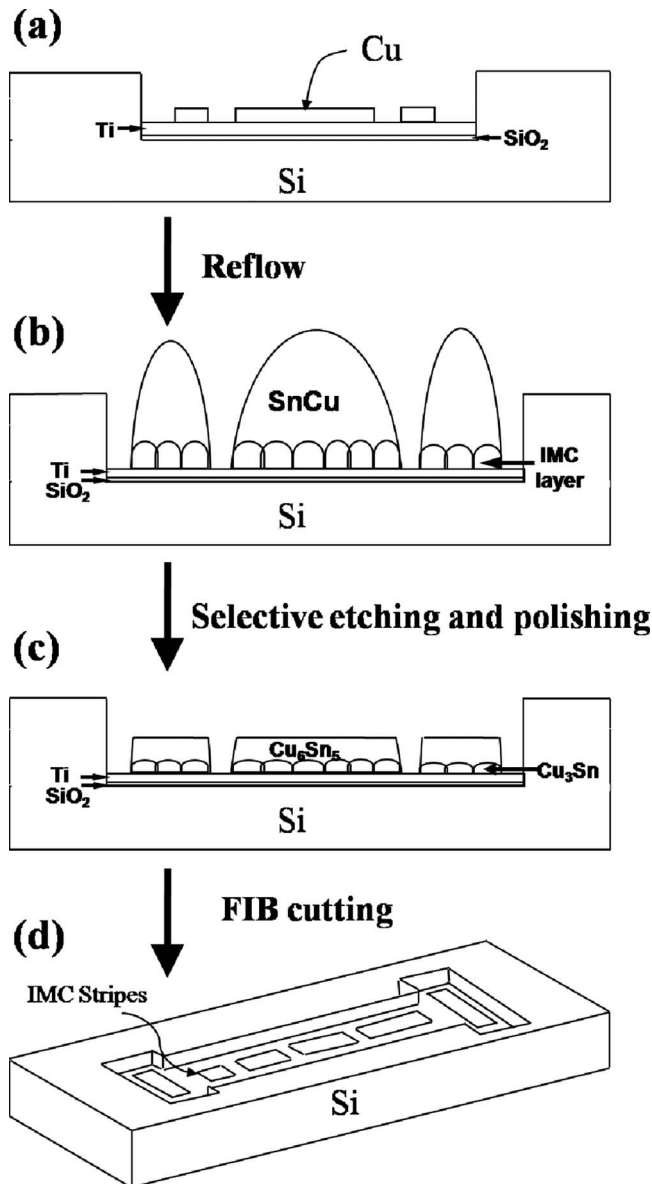 (a)
Cu
Ti
SiO₂
Si
Reflow
(b)
SnCu
Ti
IMC
layer
SiO₂
Si
Selective etching and polishing
(c)
Cu₆Sn₅
Ti
Cu₃Sn
SiO₂
Si
FIB cutting
(d)
IMC Stripes
Si